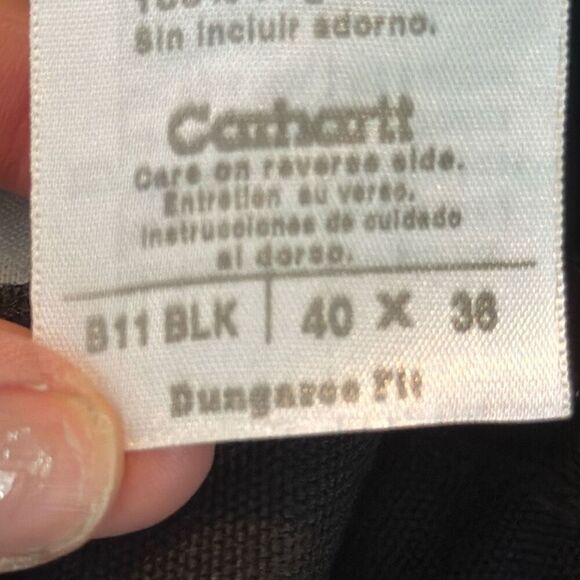 Sin incluir adorno.
Carhartt
Care on reverse side.
Entretien au verso.
Instrucciones de cuidado
al dorso.
B11 BLK | 40 X 36
Dungaree Fit